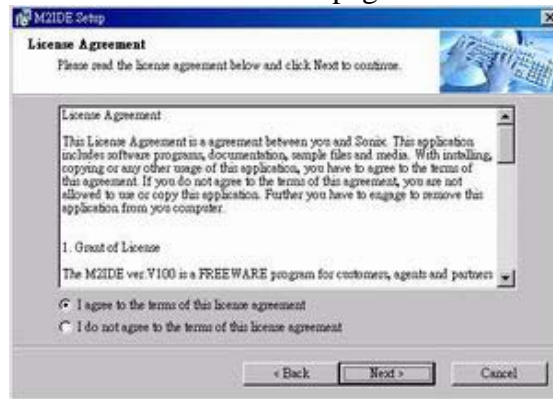 M2IDE Setup
License Agreement
Please read the license agreement below and click Next to continue.
License Agreement
This License Agreement is a agreement between you and Sonix. This application
includes software programs, documentation, sample files and media. With installing,
copying or any other usage of this application, you have to agree to the terms of
this agreement. If you do not agree to the terms of this agreement, you are not
allowed to use or copy this application. Further you have to engage to remove this
application from you computer.
1. Grant of License
The M2IDE ver.V100 is a FREEWARE program for customers, agents and partners
I agree to the terms of this license agreement
I do not agree to the terms of this license agreement
< Back
Next >
Cancel